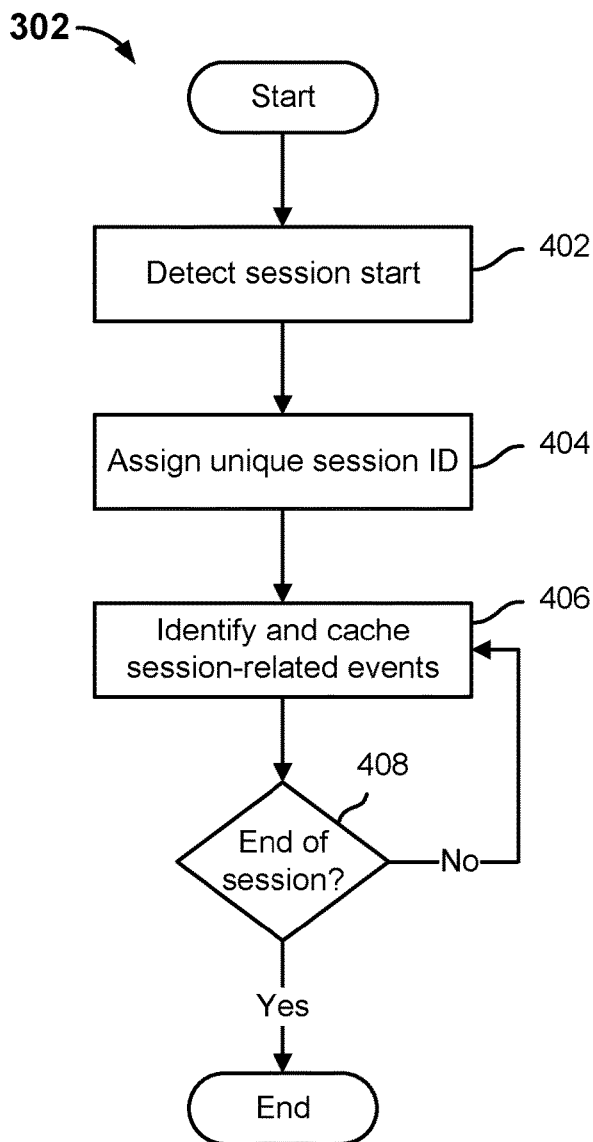 302
Start
Detect session start
402
Assign unique session ID
404
406
Identify and cache
session-related events
408
End of
session?
No
Yes
End